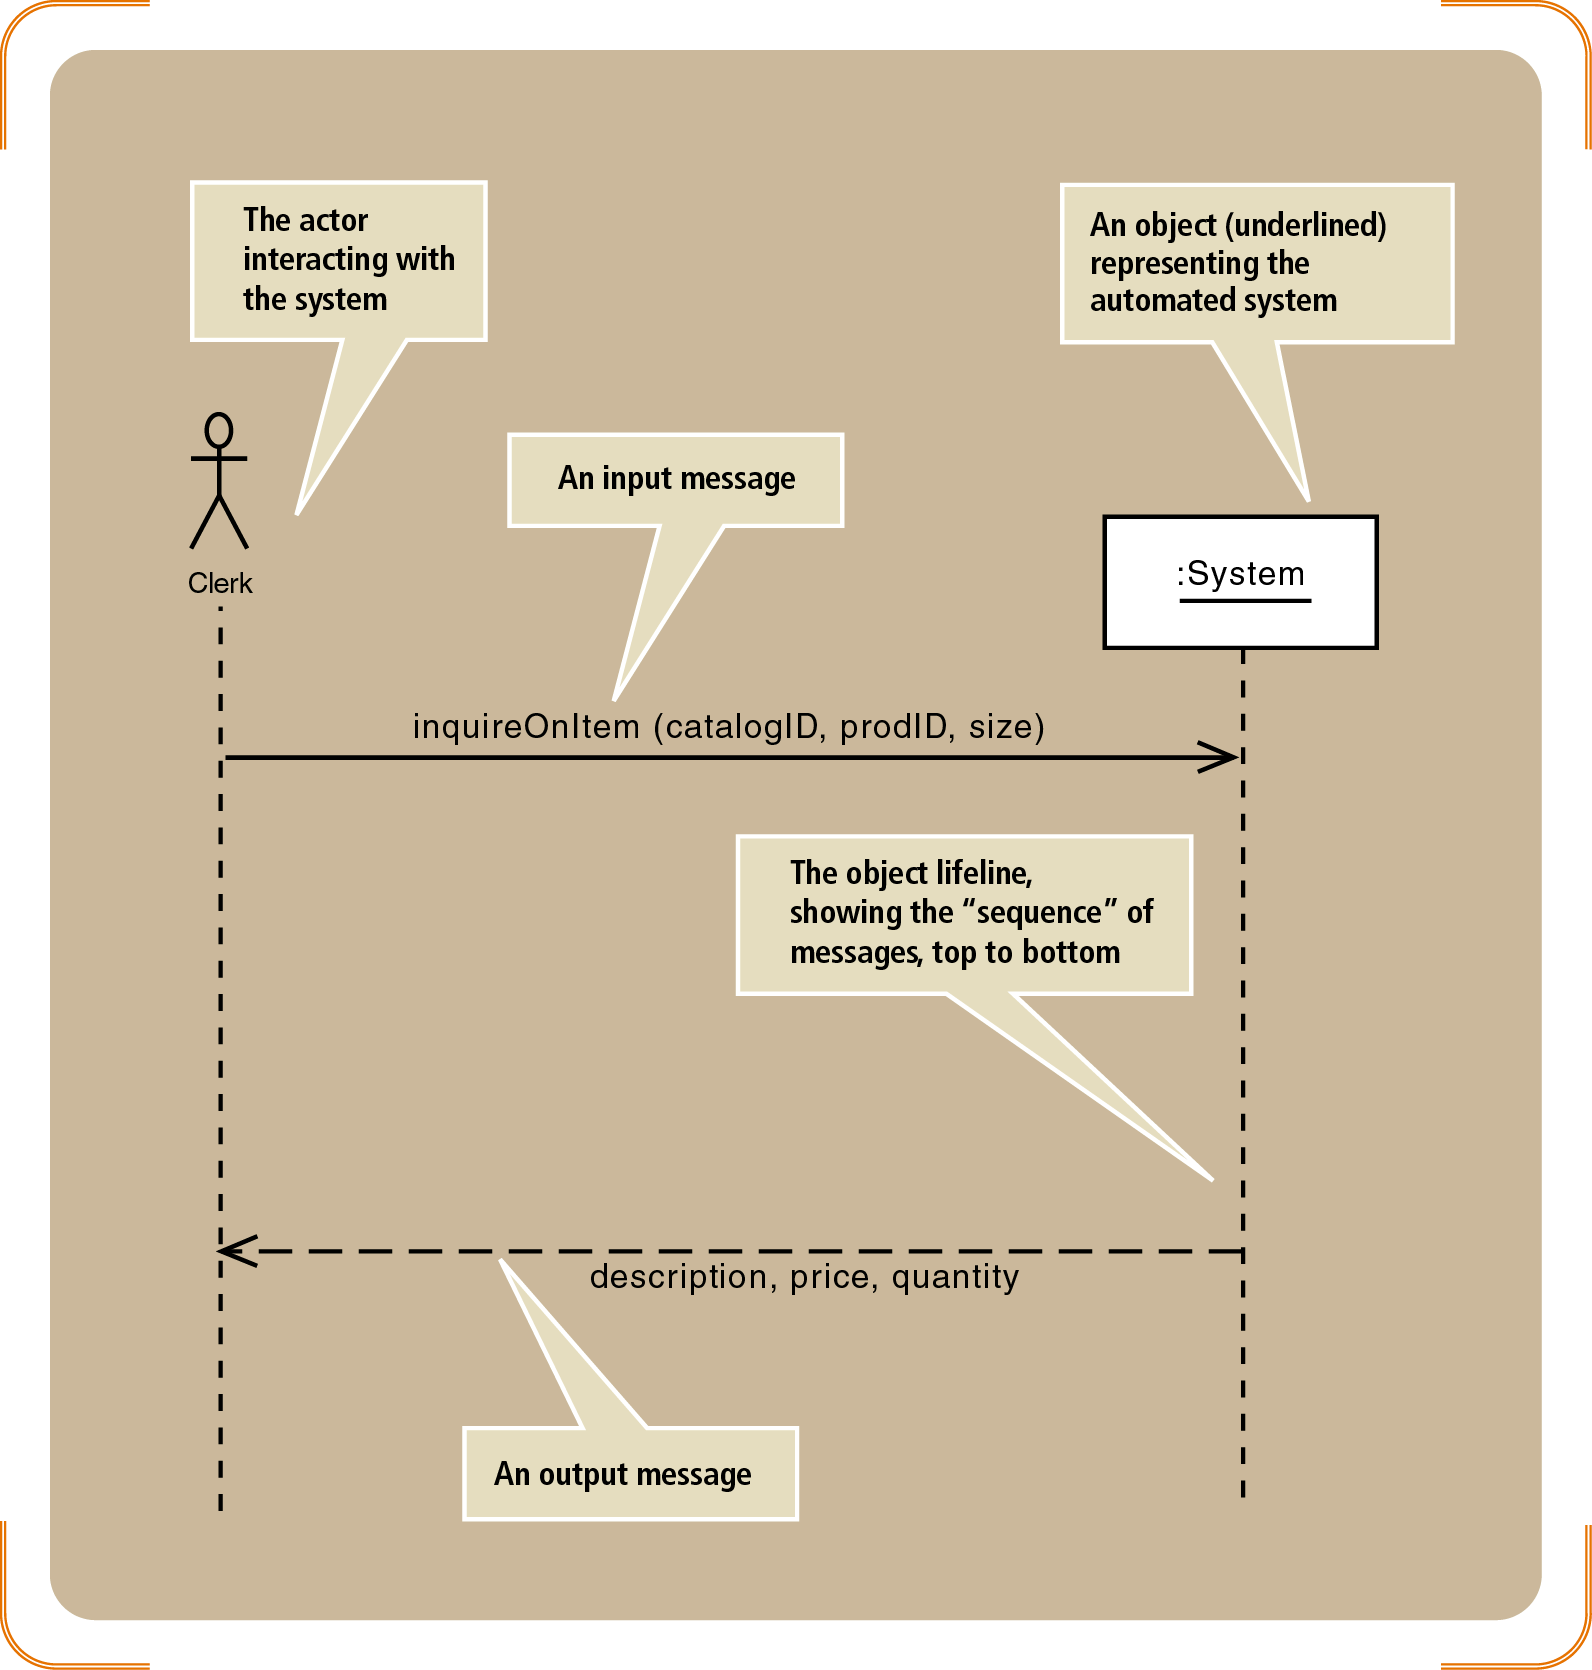 The actor
interacting with
the system
An object (underlined)
representing the
automated system
An input message
Clerk
:System
inquireOnItem (catalogID, prodID, size)
The object lifeline,
showing the “sequence” of
messages, top to bottom
description, price, quantity
An output message